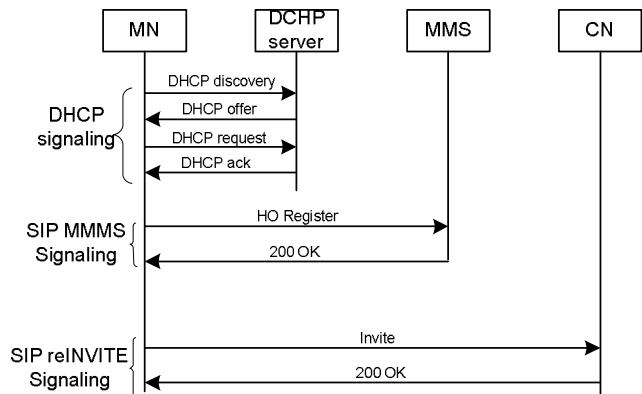 MN
DCHP
server
MMS
CN
DHCP discovery
DHCP offer
DHCP request
DHCP ack
DHCP
signaling
HO Register
200 OK
SIP MMMS
Signaling
Invite
200 OK
SIP reINVITE
Signaling